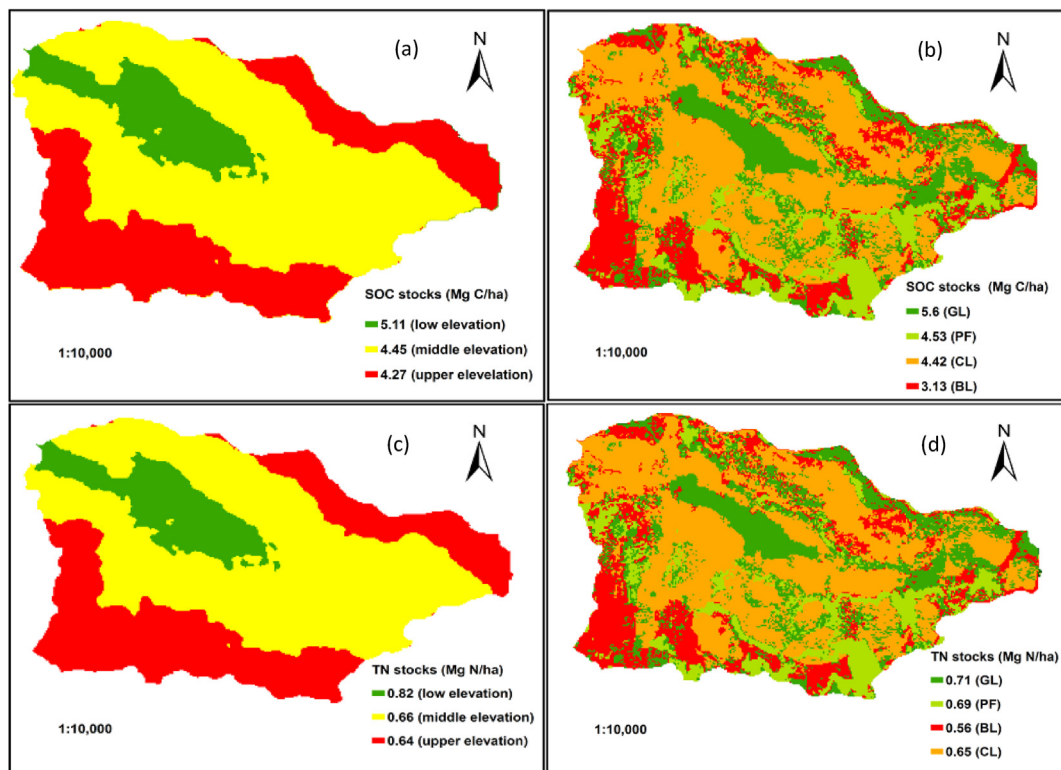 (a)
N
SOC stocks (Mg C/ha)
5.11 (low elevation)
4.45 (middle elevation)
4.27 (upper elevelation)
1:10,000
(b)
N
SOC stocks (Mg C/ha)
5.6 (GL)
4.53 (PF)
4.42 (CL)
3.13 (BL)
1:10,000
(c)
N
TN stocks (Mg N/ha)
0.82 (low elevation)
0.66 (middle elevation)
0.64 (upper elevation)
1:10,000
(d)
N
TN stocks (Mg N/ha)
0.71 (GL)
0.69 (PF)
0.56 (BL)
0.65 (CL)
1:10,000